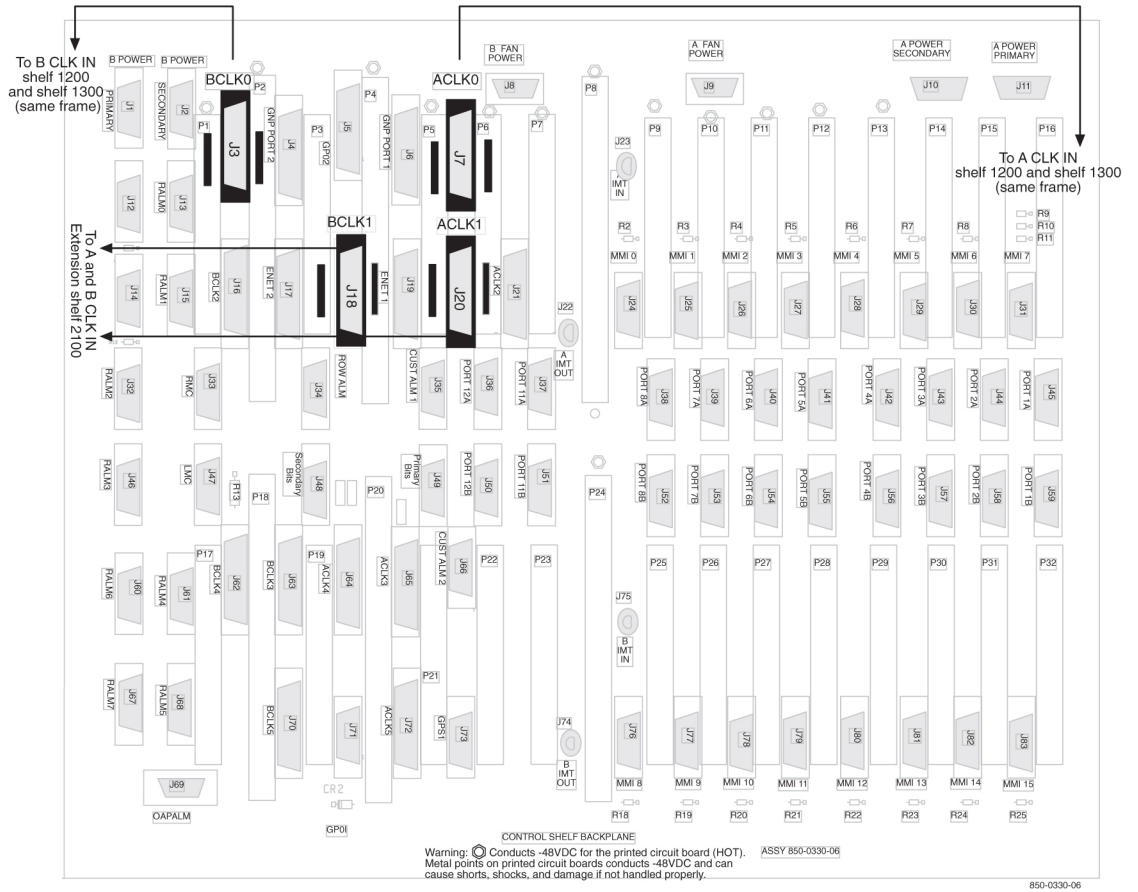 To B CLK IN
shelf 1200
and shelf 1300
(same frame)
B POWER
B POWER
BCLK0
ACLK0
B FAN
POWER
A FAN
POWER
A POWER
SECONDARY
A POWER
PRIMARY
J1
PRIMARY
J2
SECONDARY
P1
J3
P2
GNP PORT 2
J4
P3
GP02
J5
P4
GNP PORT 1
J6
P5
J7
P6
P7
J8
P8
J9
J10
J11
P9
P10
P11
P12
P13
P14
P15
P16
J23
IMT
IN
To A CLK IN
shelf 1200 and shelf 1300
(same frame)
J12
RALM0
J13
BCLK1
ACLK1
R2
R3
R4
R5
R6
R7
R8
R9
R10
R11
MMI 0
MMI 1
MMI 2
MMI 3
MMI 4
MMI 5
MMI 6
MMI 7
To A and B CLK IN
Extension shelf 2100
J14
RALM1
J15
BCLK2
J16
ENET 2
J17
J18
ENET 1
J19
J20
ACLK2
J21
J22
A
IMT
OUT
J24
J25
J26
J27
J28
J29
J30
J31
RALM2
J32
RMC
J33
J34
ROW ALM
CUST ALM 1
J35
PORT 12A
J36
PORT 11A
J37
PORT 8A
J38
PORT 7A
J39
PORT 6A
J40
PORT 5A
J41
PORT 4A
J42
PORT 3A
J43
PORT 2A
J44
PORT 1A
J45
RALM3
J46
LMC
J47
R13
P18
Secondary
Bits
J48
P20
Primary
Bits
J49
PORT 12B
J50
PORT 11B
J51
P24
PORT 8B
J52
PORT 7B
J53
PORT 6B
J54
PORT 5B
J55
PORT 4B
J56
PORT 3B
J57
PORT 2B
J58
PORT 1B
J59
RALM6
J60
RALM4
J61
P17
BCLK4
J62
BCLK3
J63
P19
ACLK4
J64
ACLK3
J65
CUST ALM 2
J66
P22
P23
P25
P26
P27
P28
P29
P30
P31
P32
J75
B
IMT
IN
RALM7
J67
RALM5
J68
BCLK5
J70
J71
ACLK5
J72
P21
GPS1
J73
J74
B
IMT
OUT
J76
J77
J78
J79
J80
J81
J82
J83
MMI 8
MMI 9
MMI 10
MMI 11
MMI 12
MMI 13
MMI 14
MMI 15
J69
OAPALM
CR2
GP0I
R18
R19
R20
R21
R22
R23
R24
R25
CONTROL SHELF BACKPLANE
Warning: Conducts -48VDC for the printed circuit board (HOT).
Metal points on printed circuit boards conducts -48VDC and can
cause shorts, shocks, and damage if not handled properly.
ASSY 850-0330-06
850-0330-06